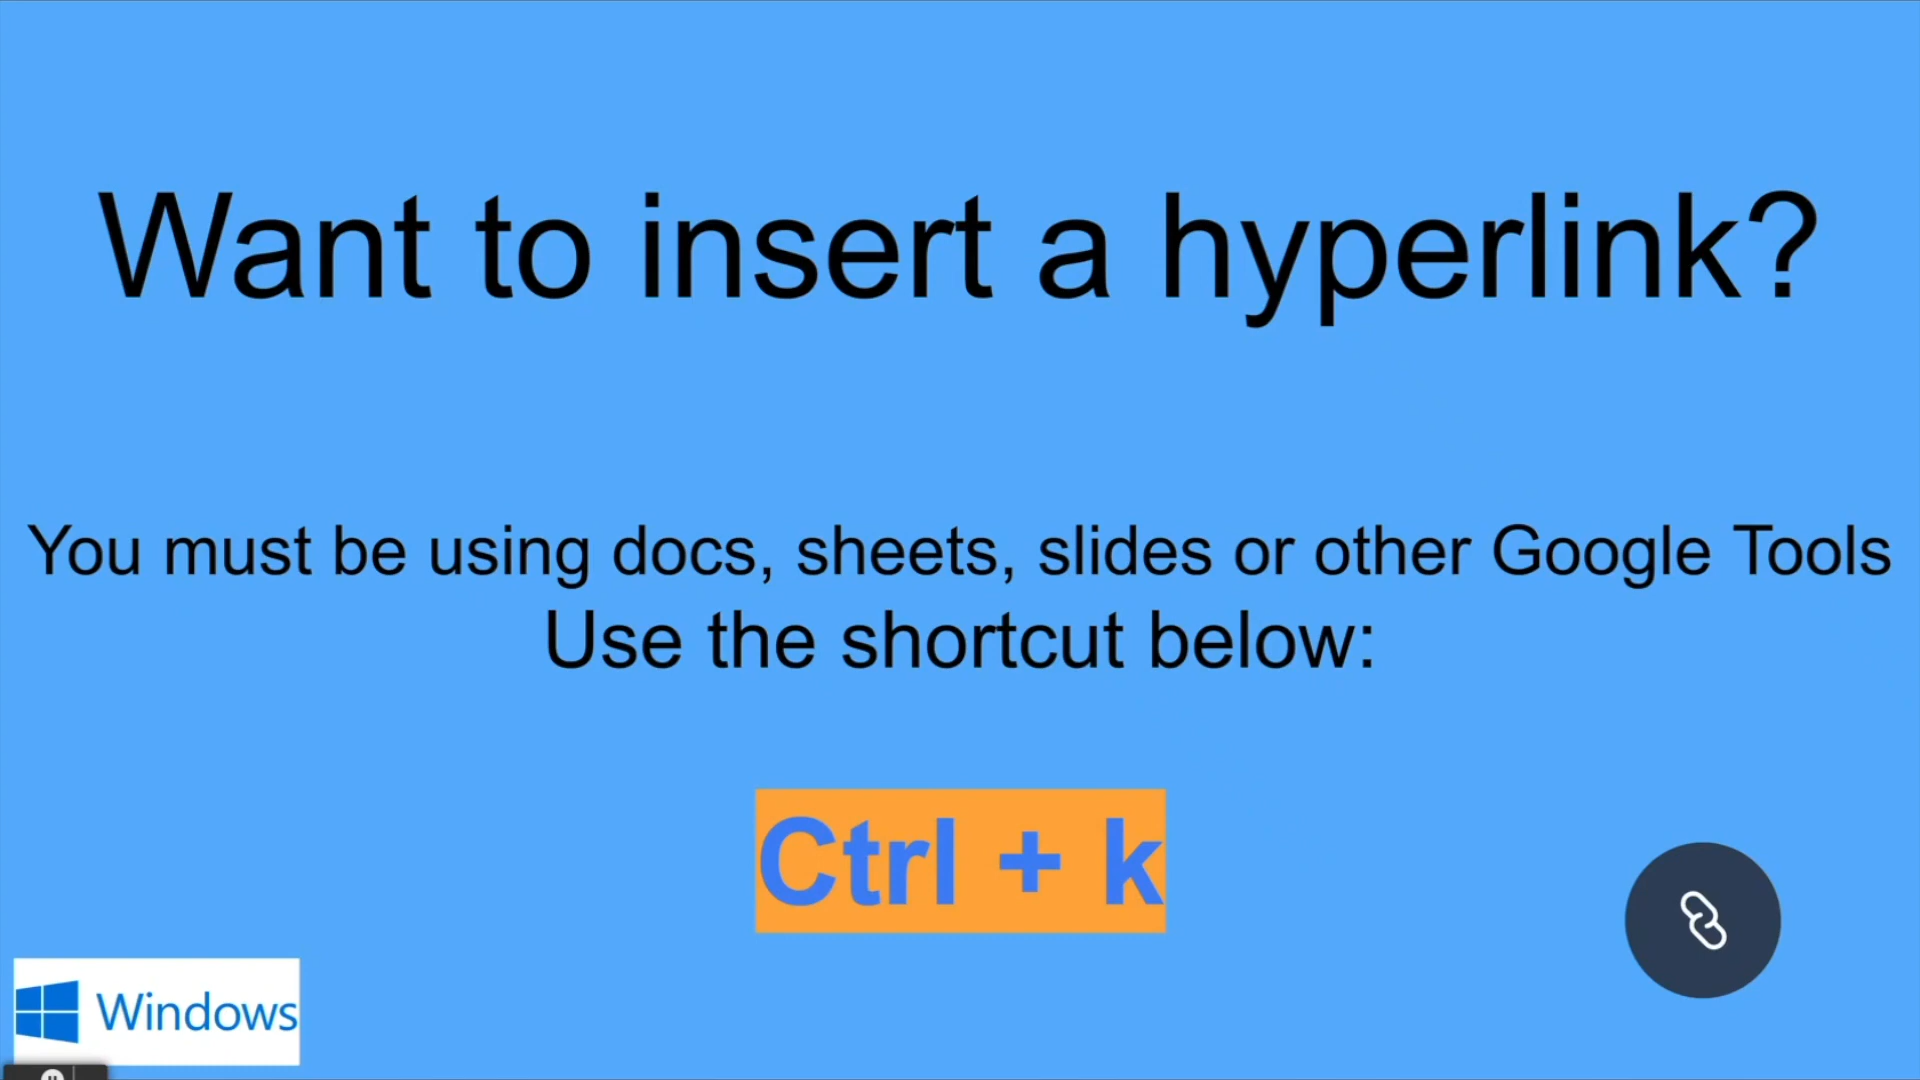 Want to insert a hyperlink?
You must be using docs, sheets, slides or other Google Tools
Use the shortcut below:
Ctrl + k
Windows